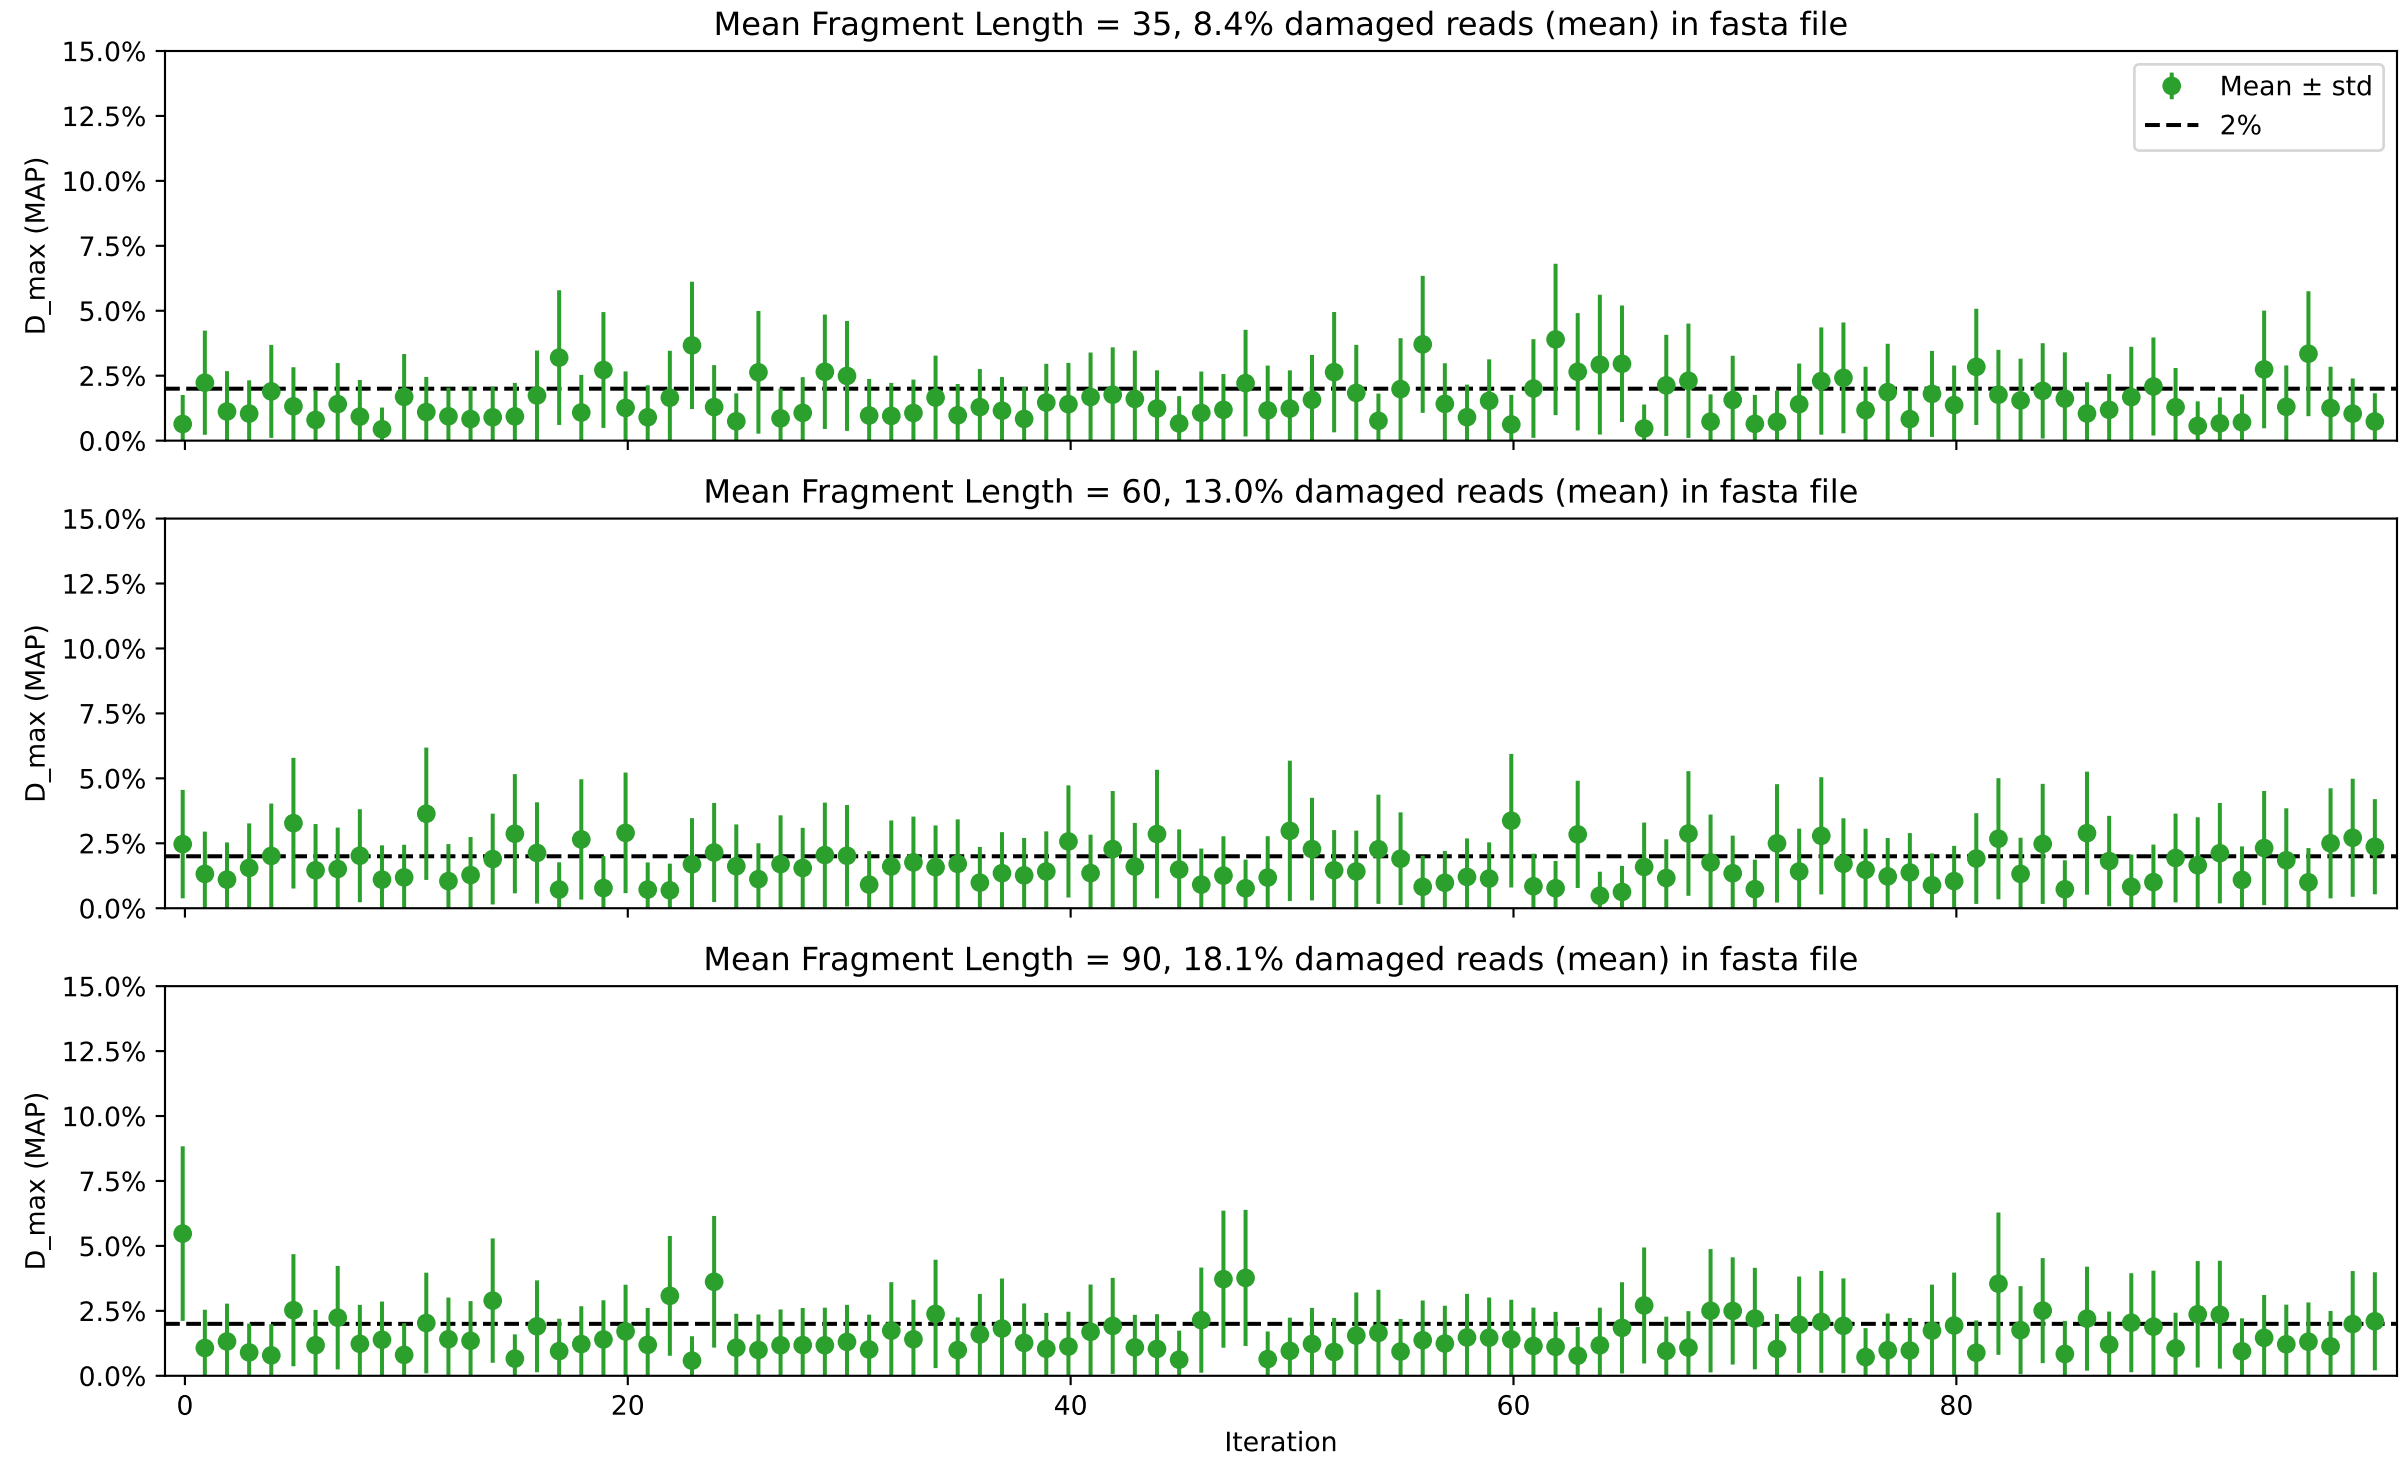 Mean Fragment Length = 35, 8.4% damaged reads (mean) in fasta file
15.0%
12.5%
10.0%
7.5%
5.0%
2.5%
0.0%
D_max (MAP)
Mean ± std
2%
Mean Fragment Length = 60, 13.0% damaged reads (mean) in fasta file
15.0%
12.5%
10.0%
7.5%
5.0%
2.5%
0.0%
D_max (MAP)
Mean Fragment Length = 90, 18.1% damaged reads (mean) in fasta file
15.0%
12.5%
10.0%
7.5%
5.0%
2.5%
0.0%
D_max (MAP)
0 20 40 60 80
Iteration